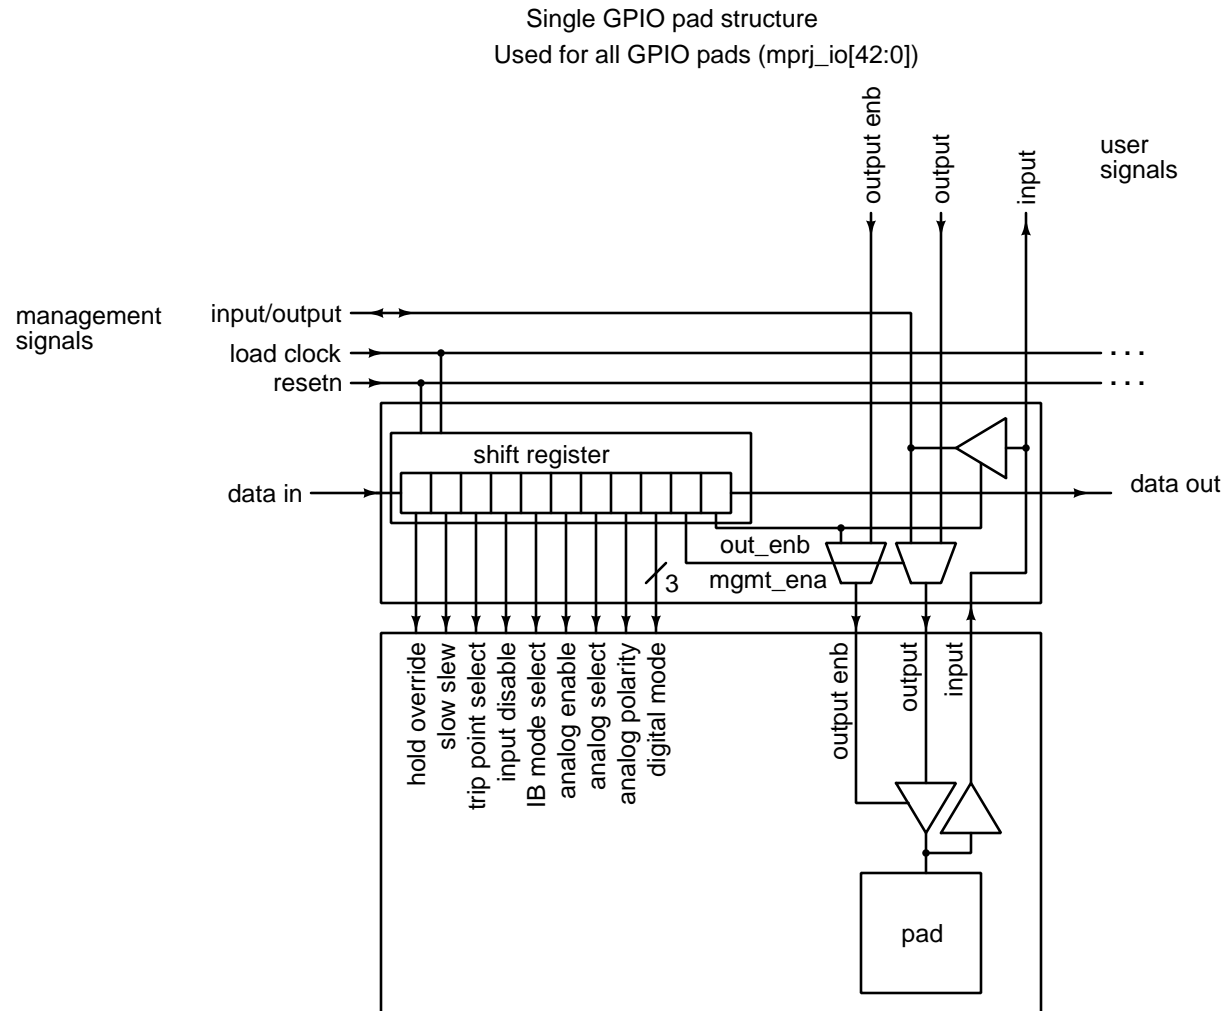 Single GPIO pad structure
Used for all GPIO pads (mprj_io[42:0])
output enb
output
input
user
signals
management
signals
input/output
load clock
resetn
. . .
. . .
shift register
data in
data out
out_enb
mgmt_ena
3
hold override
slow slew
trip point select
input disable
IB mode select
analog enable
analog select
analog polarity
digital mode
output enb
output
input
pad